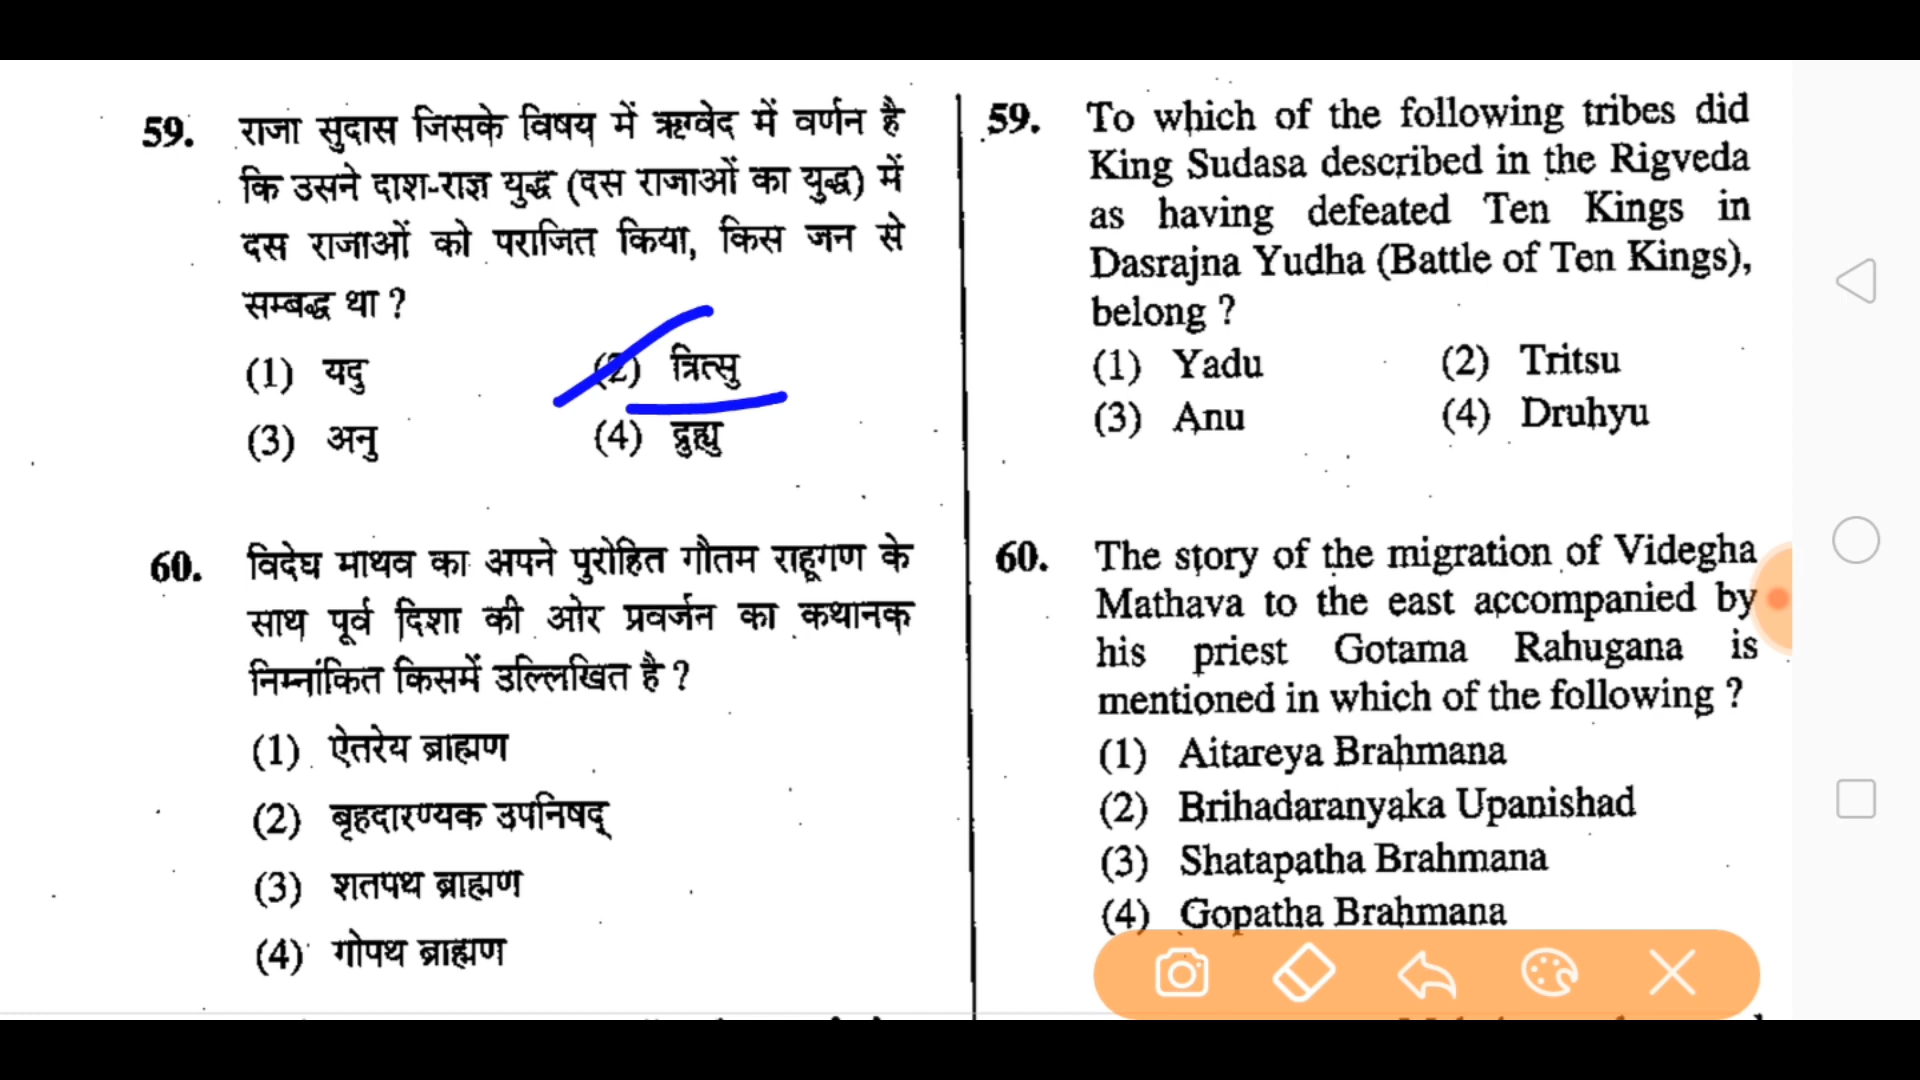 59. राजा सुदास जिसके विषय में ऋग्वेद में वर्णन है
कि उसने दाश-राज्ञ युद्ध (दस राजाओं का युद्ध) में
दस राजाओं को पराजित किया, किस जन से
सम्बद्ध था ?
(1) यदु (2) त्रित्सु
(3) अनु (4) द्रुह्यु
60. विदेघ माथव का अपने पुरोहित गौतम राहूगण के
साथ पूर्व दिशा की ओर प्रवर्जन का कथानक
निम्नांकित किसमें उल्लिखित है ?
(1) ऐतरेय ब्राह्मण
(2) बृहदारण्यक उपनिषद्
(3) शतपथ ब्राह्मण
(4) गोपथ ब्राह्मण
59. To which of the following tribes did
King Sudasa described in the Rigveda
as having defeated Ten Kings in
Dasrajna Yudha (Battle of Ten Kings),
belong ?
(1) Yadu (2) Tritsu
(3) Anu (4) Druhyu
60. The story of the migration of Videgha
Mathava to the east accompanied by
his priest Gotama Rahugana is
mentioned in which of the following ?
(1) Aitareya Brahmana
(2) Brihadaranyaka Upanishad
(3) Shatapatha Brahmana
(4) Gopatha Brahmana